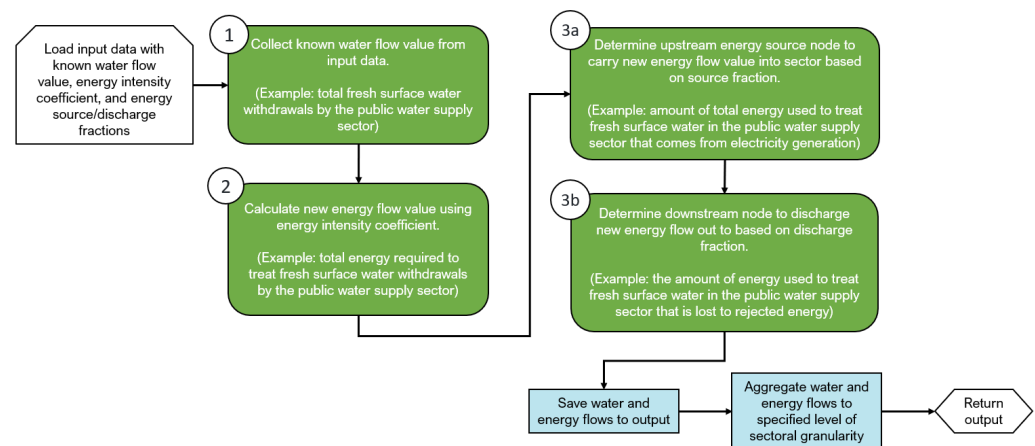 Load input data with
known water flow
value, energy intensity
coefficient, and energy
source/discharge
fractions
1
Collect known water flow value from
input data.
(Example: total fresh surface water
withdrawals by the public water supply
sector)
2
Calculate new energy flow value using
energy intensity coefficient.
(Example: total energy required to
treat fresh surface water withdrawals
by the public water supply sector)
3a
Determine upstream energy source node to
carry new energy flow value into sector based
on source fraction.
(Example: amount of total energy used to treat
fresh surface water in the public water supply
sector that comes from electricity generation)
3b
Determine downstream node to discharge
new energy flow out to based on discharge
fraction.
(Example: the amount of energy used to treat
fresh surface water in the public water supply
sector that is lost to rejected energy)
Save water and
energy flows to output
Aggregate water and
energy flows to
specified level of
sectoral granularity
Return
output